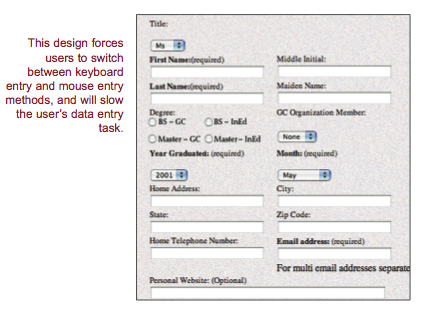 This design forces
users to switch
between keyboard
entry and mouse entry
methods, and will slow
the user's data entry
task.
Title:
Ms
First Name:(required) Middle Initial:
Last Name:(required) Maiden Name:
Degree: GC Organization Member:
BS – GC BS – InEd
Master – GC Master – InEd None
Year Graduated: (required) Month: (required)
2001 May
Home Address: City:
State: Zip Code:
Home Telephone Number: Email address: (required)
For multi email addresses separate
Personal Website: (Optional)